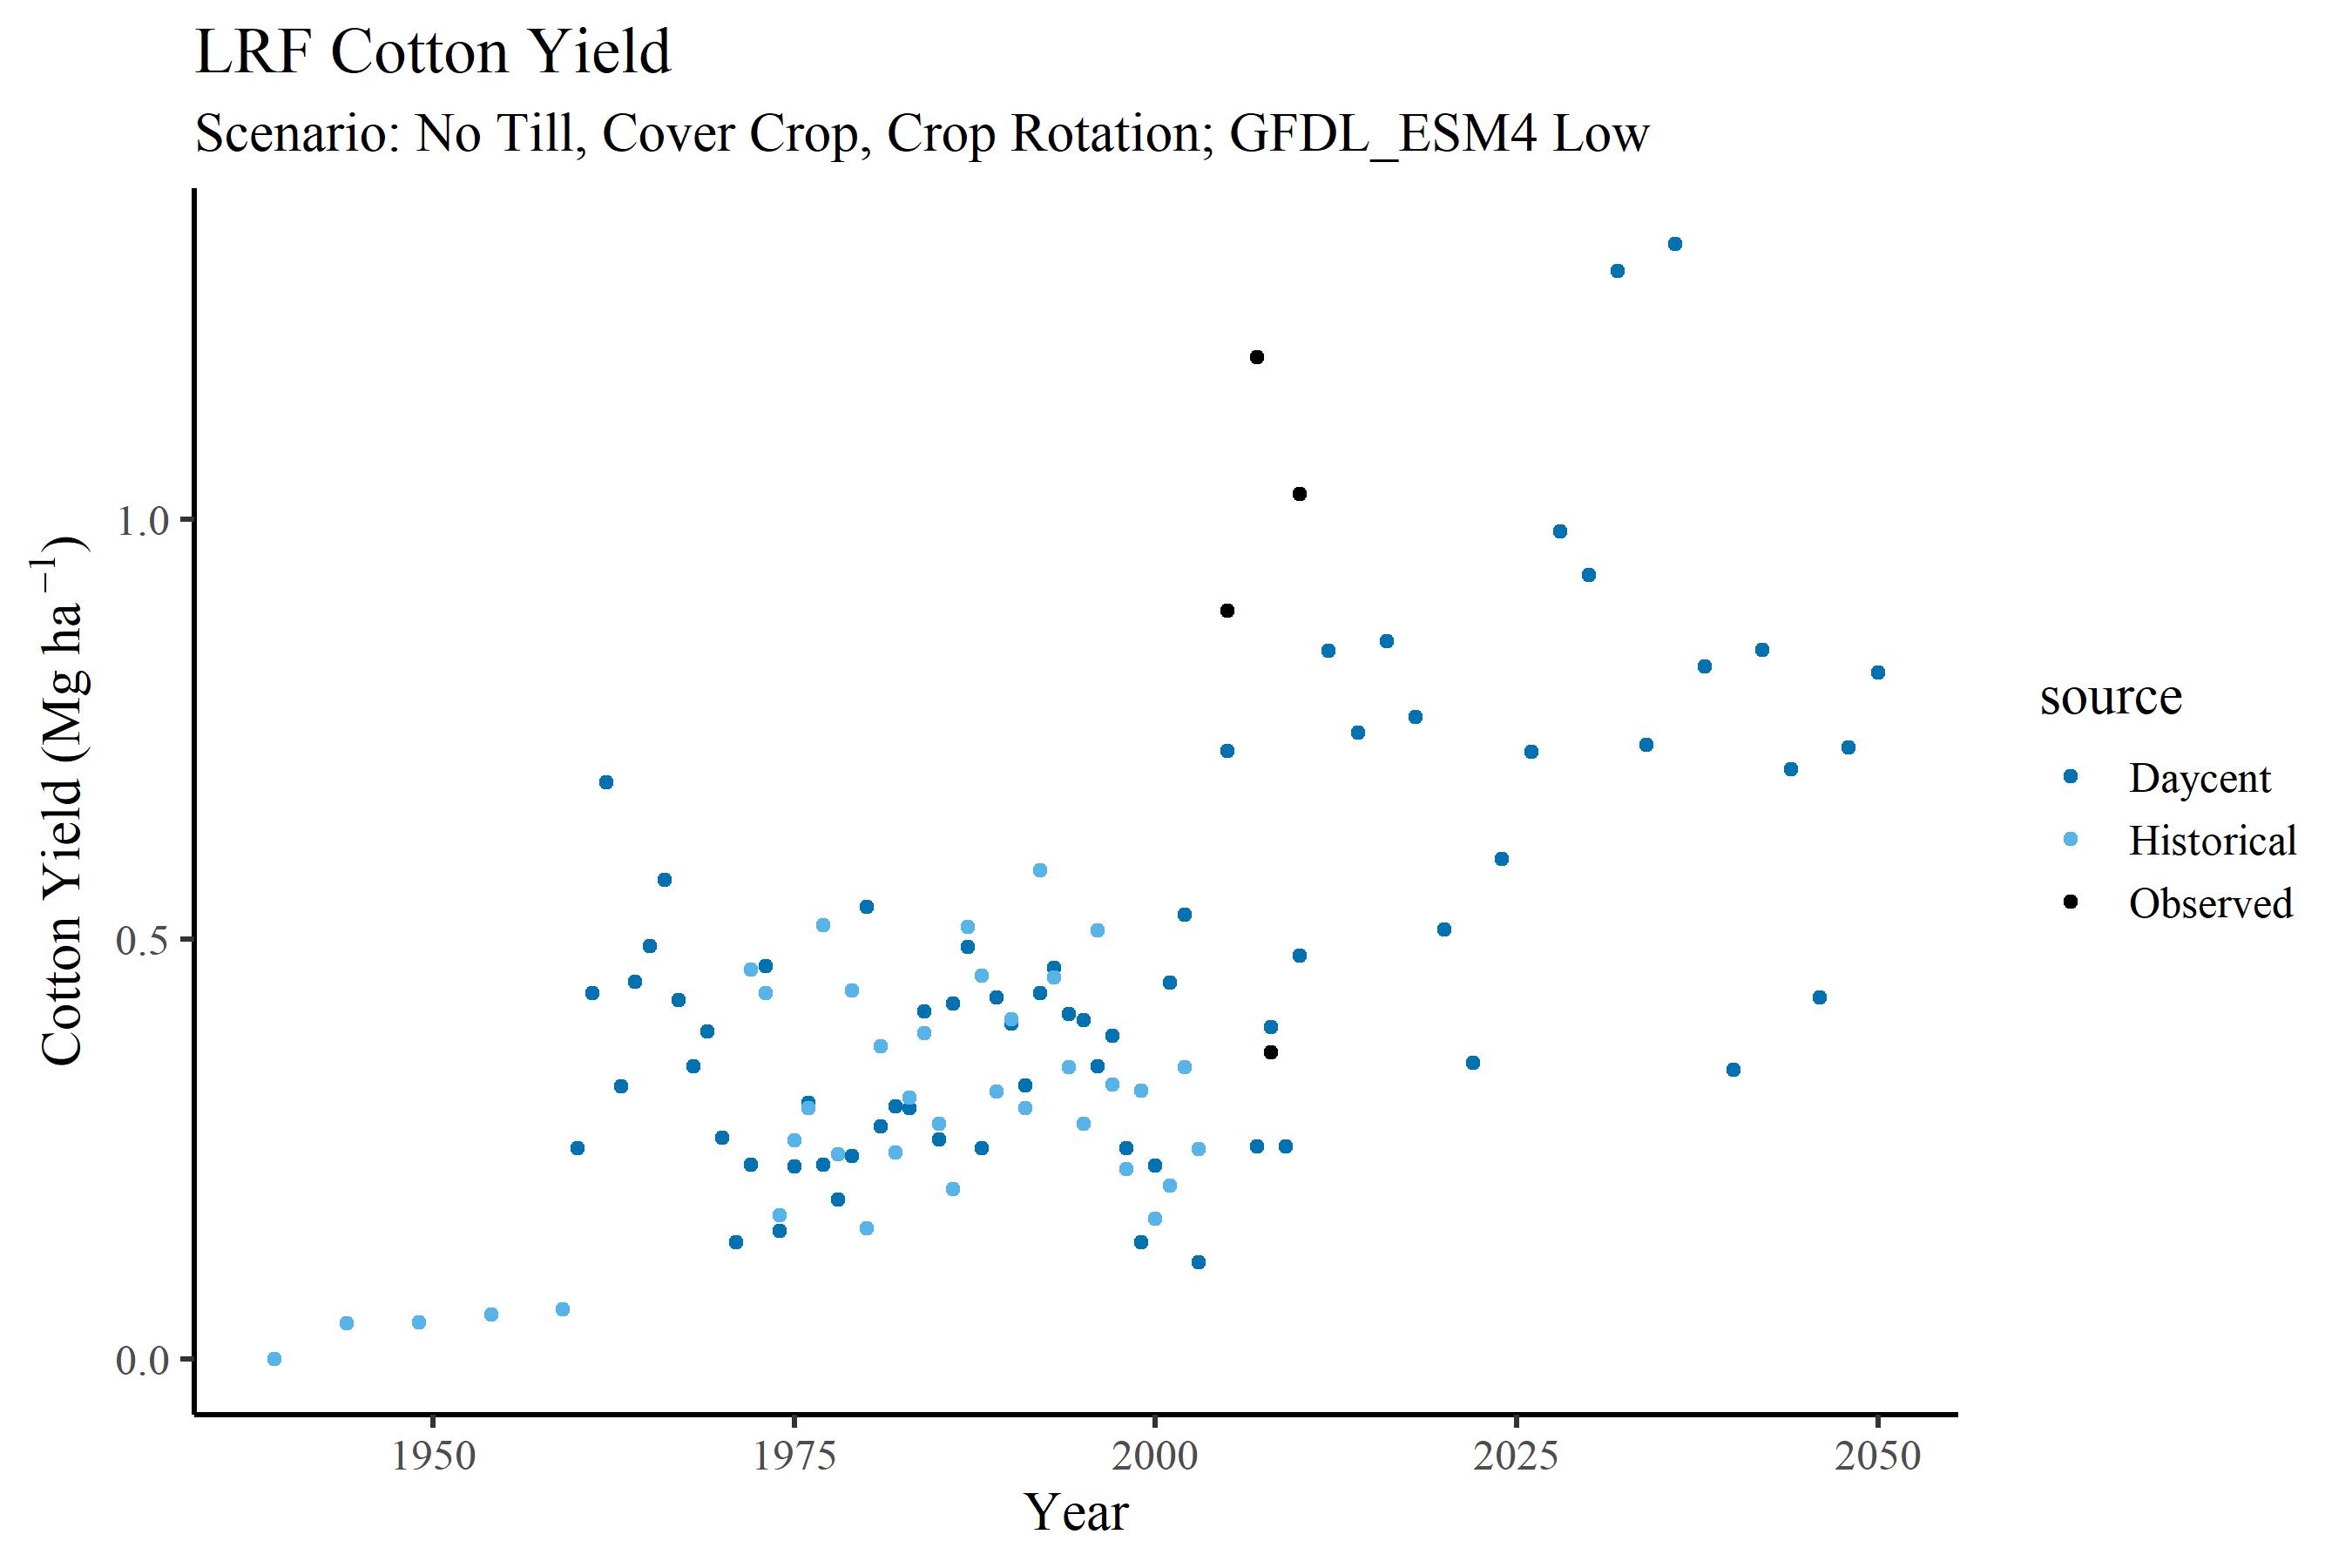 LRF Cotton Yield
Scenario: No Till, Cover Crop, Crop Rotation; GFDL_ESM4 Low
Cotton Yield (Mg ha⁻¹)
1.0
0.5
0.0
1950 1975 2000 2025 2050
Year
source
Daycent
Historical
Observed